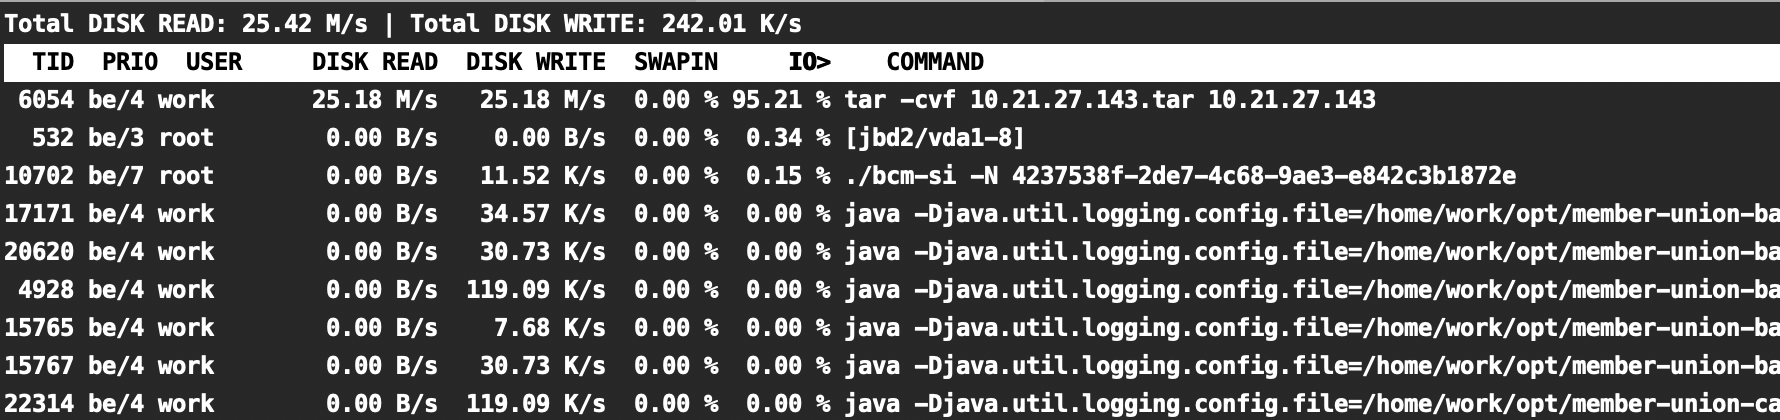 Total DISK READ: 25.42 M/s | Total DISK WRITE: 242.01 K/s
TID PRIO USER DISK READ DISK WRITE SWAPIN IO> COMMAND
6054 be/4 work 25.18 M/s 25.18 M/s 0.00 % 95.21 % tar -cvf 10.21.27.143.tar 10.21.27.143
532 be/3 root 0.00 B/s 0.00 B/s 0.00 % 0.34 % [jbd2/vda1-8]
10702 be/7 root 0.00 B/s 11.52 K/s 0.00 % 0.15 % ./bcm-si -N 4237538f-2de7-4c68-9ae3-e842c3b1872e
17171 be/4 work 0.00 B/s 34.57 K/s 0.00 % 0.00 % java -Djava.util.logging.config.file=/home/work/opt/member-union-ba
20620 be/4 work 0.00 B/s 30.73 K/s 0.00 % 0.00 % java -Djava.util.logging.config.file=/home/work/opt/member-union-ba
4928 be/4 work 0.00 B/s 119.09 K/s 0.00 % 0.00 % java -Djava.util.logging.config.file=/home/work/opt/member-union-ba
15765 be/4 work 0.00 B/s 7.68 K/s 0.00 % 0.00 % java -Djava.util.logging.config.file=/home/work/opt/member-union-ba
15767 be/4 work 0.00 B/s 30.73 K/s 0.00 % 0.00 % java -Djava.util.logging.config.file=/home/work/opt/member-union-ba
22314 be/4 work 0.00 B/s 119.09 K/s 0.00 % 0.00 % java -Djava.util.logging.config.file=/home/work/opt/member-union-ca